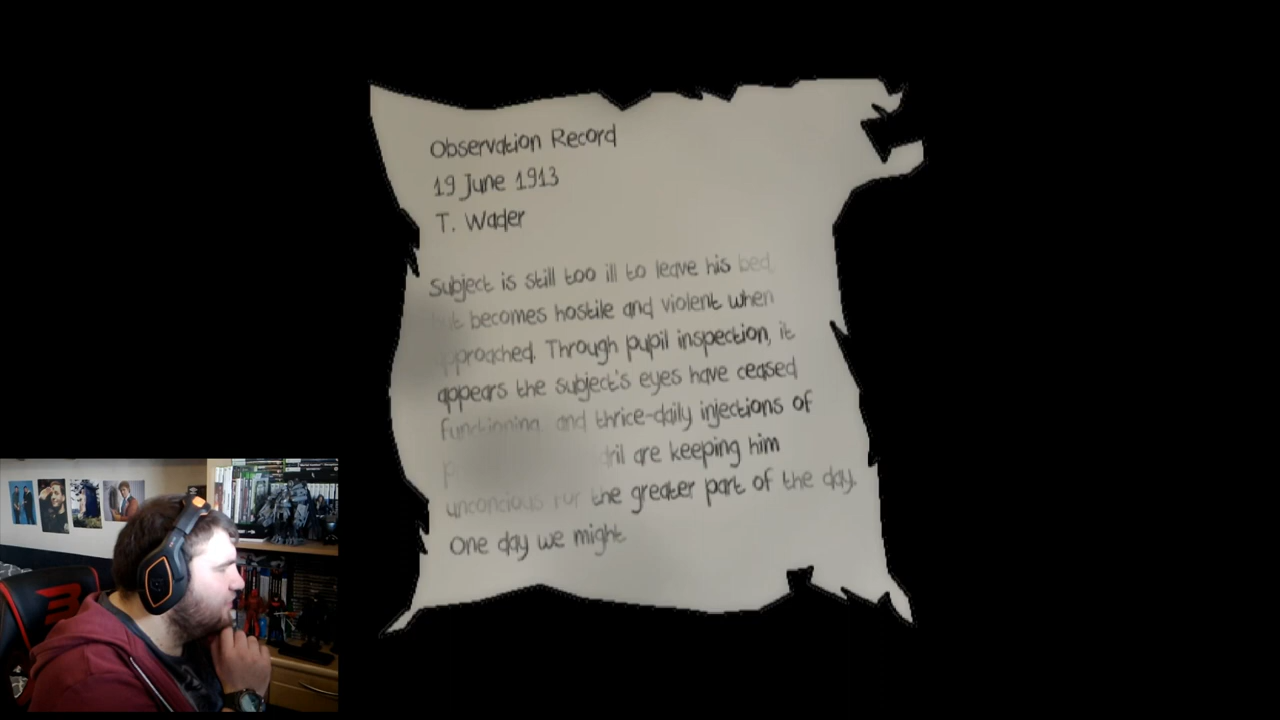 Observation Record
19 June 1913
T. Wader
Subject is still too ill to leave his bed,
but becomes hostile and violent when
approached. Through pupil inspection, it
appears the subject's eyes have ceased
functioning, and thrice-daily injections of
are keeping him
unconcious for the greater part of the day.
One day we might